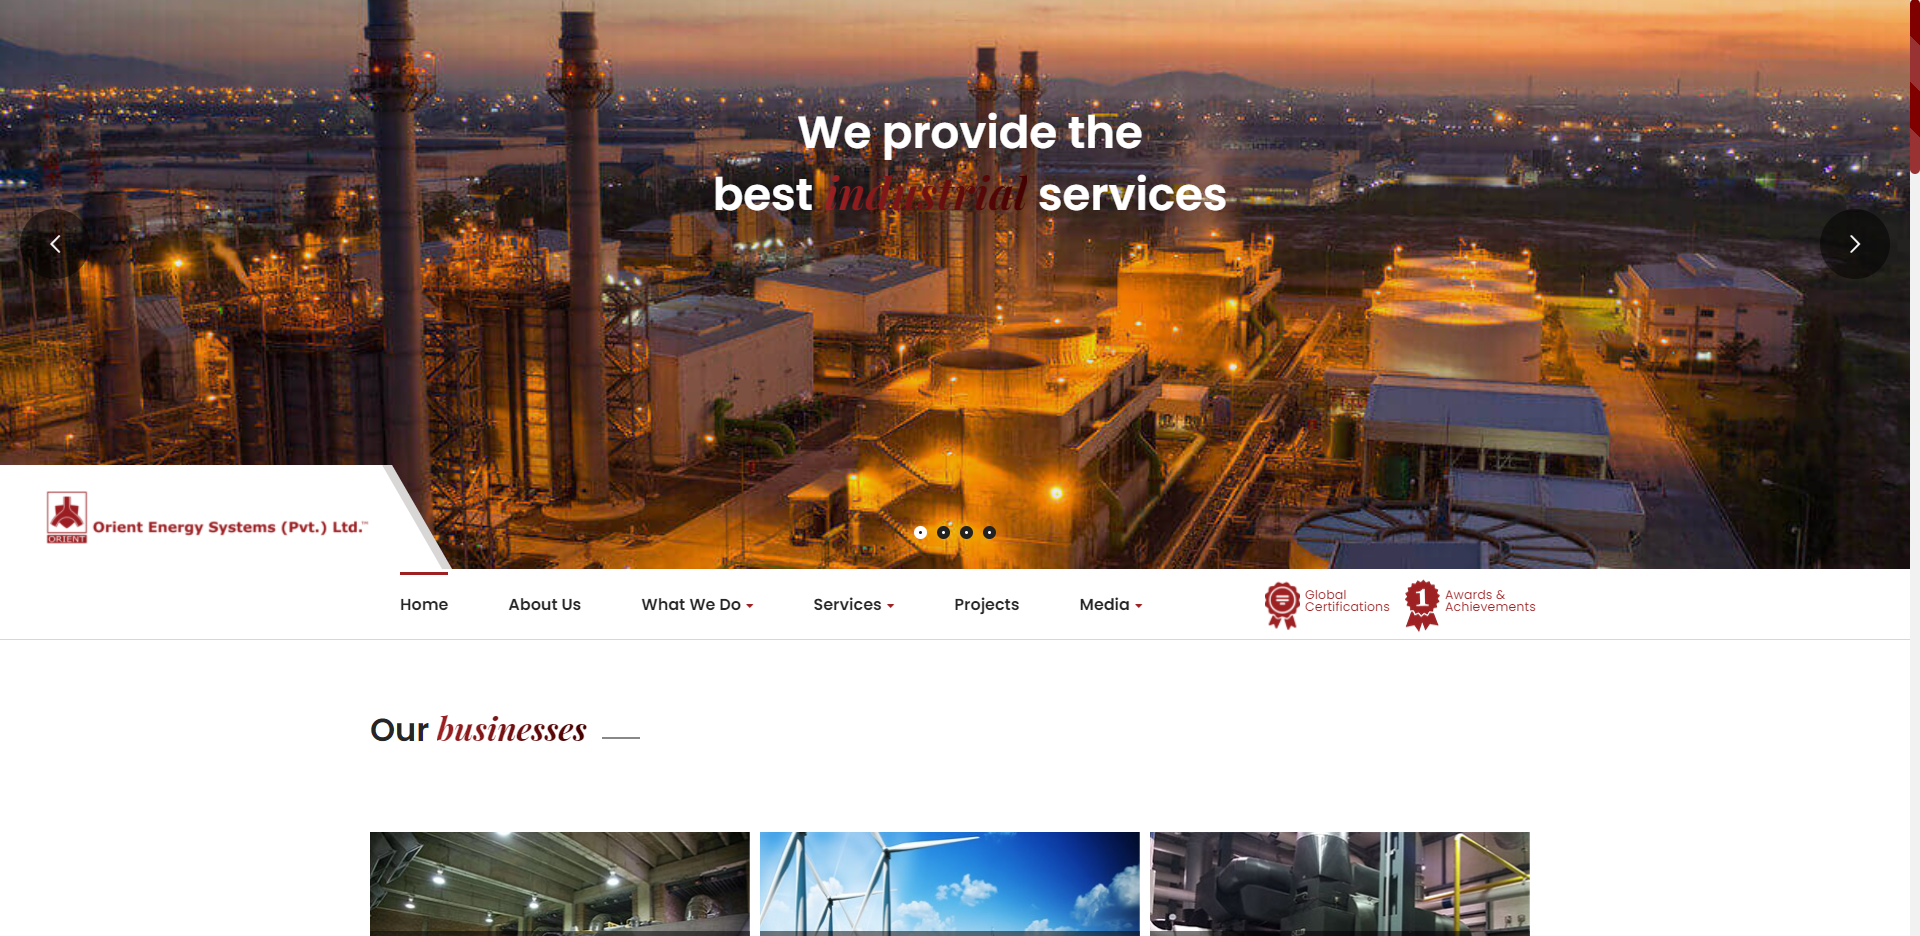 We provide the
best industrial services
ORIENT
Orient Energy Systems (Pvt.) Ltd.™
Home
About Us
What We Do
Services
Projects
Media
Global
Certifications
1
Awards &
Achievements
Our businesses